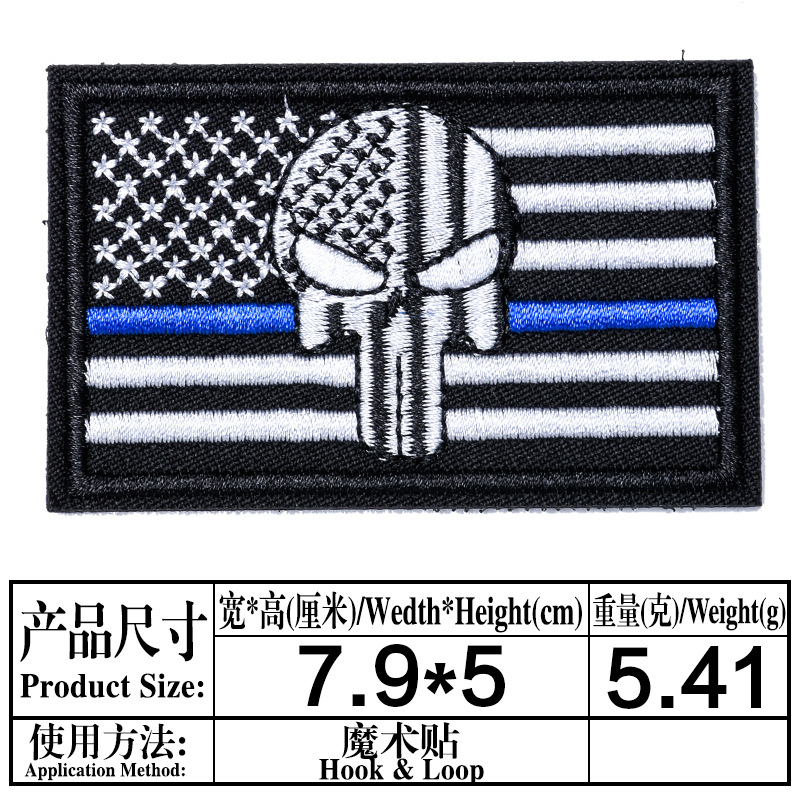 产品尺寸
Product Size:
宽*高(厘米)/Wedth*Height(cm)
重量(克)/Weight(g)
7.9*5
5.41
使用方法:
Application Method:
魔术贴
Hook & Loop